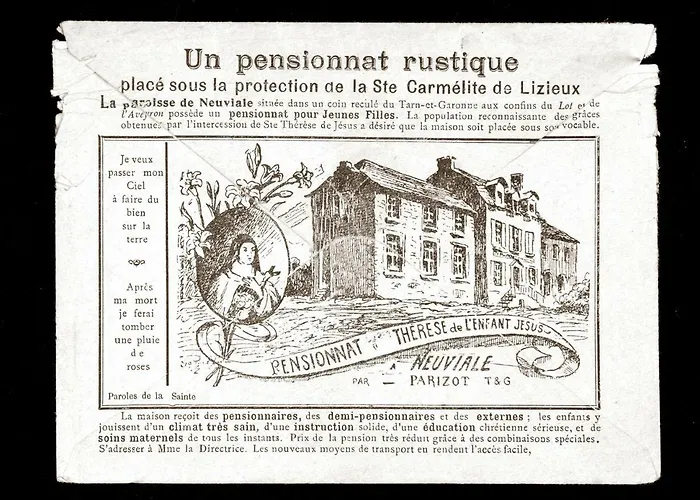 Un pensionnat rustique
placé sous la protection de la Ste Carmélite de Lizieux
La paroisse de Neuviale située dans un coin reculé du Tarn-et-Garonne aux confins du Lot et de
l'Aveyron possède un pensionnat pour Jeunes Filles. La population reconnaissante des grâces
obtenues par l'intercession de Ste Thérèse de Jésus a désiré que la maison soit placée sous son vocable.
Je veux
passer mon
Ciel
à faire du
bien
sur la
terre
Après
ma mort
je ferai
tomber
une pluie
de
roses
Paroles de la Sainte
PENSIONNAT Ste THÉRÈSE de L'ENFANT JESUS
A NEUVIALE
PAR — PARIZOT T&G
La maison reçoit des pensionnaires, des demi-pensionnaires et des externes ; les enfants y
jouissent d'un climat très sain, d'une instruction solide, d'une éducation chrétienne sérieuse, et de
soins maternels de tous les instants. Prix de la pension très réduit grâce à des combinaisons spéciales.
S'adresser à Mme la Directrice. Les nouveaux moyens de transport en rendent l'accès facile,